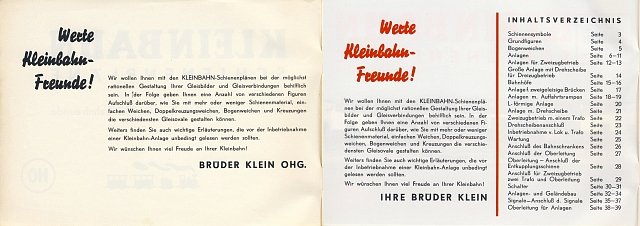 Werte
Kleinbahn-
Freunde!
Wir wollen Ihnen mit den KLEINBAHN-Schienenplänen bei der möglichst
rationellen Gestaltung Ihrer Gleisbilder und Gleisverbindungen behilflich
sein. In der Folge geben Ihnen eine Anzahl von verschiedenen Figuren
Aufschluß darüber, wie Sie mit mehr oder weniger Schienenmaterial, ein-
fachen Weichen, Doppelkreuzungsweichen, Bogenweichen und Kreuzungen
die verschiedensten Gleisovale gestalten können.
Weiters finden Sie auch wichtige Erläuterungen, die vor der Inbetriebnahme
einer Kleinbahn-Anlage unbedingt gelesen werden sollten.
Wir wünschen Ihnen viel Freude an Ihrer Kleinbahn!
BRÜDER KLEIN OHG.
Werte
Kleinbahn-
Freunde!
Wir wollen Ihnen mit den KLEINBAHN-Schienenplä-
nen bei der möglichst rationellen Gestaltung Ihrer Gleis-
bilder und Gleisverbindungen behilflich sein. In der Folge
geben Ihnen eine Anzahl von verschiedenen Figuren
Aufschluß darüber, wie Sie mit mehr oder weniger Schie-
nenmaterial, einfachen Weichen, Doppelkreuzungs-
weichen, Bogenweichen und Kreuzungen die verschie-
densten Gleisovale gestalten können.
Weiters finden Sie auch wichtige Erläuterungen, die vor
der Inbetriebnahme einer Kleinbahn-Anlage unbedingt
gelesen werden sollten.
Wir wünschen Ihnen viel Freude an Ihrer Kleinbahn!
IHRE BRÜDER KLEIN
INHALTSVERZEICHNIS
Schienensymbole Seite 3
Grundfiguren Seite 4
Bogenweichen Seite 5
Anlagen Seite 6—11
Anlagen für Zweizugbetrieb Seite 12—13
Große Anlage mit Drehscheibe
für Dreizugbetrieb Seite 14
Bahnhöfe Seite 15—16
Anlage f. zweigeleisige Brücken Seite 17
Anlagen m. Auffahrtrampen Seite 18—19
L-förmige Anlage Seite 20
Anlage m. Drehscheibe Seite 21
Zweizugbetrieb m. einem Trafo Seite 22
Drehscheibenausschluß Seite 23
Inbetriebnahme v. Lok u. Trafo Seite 24
Wartung Seite 25
Anschluß des Bahnschrankens Seite 26
Anschluß der Oberleitung Seite 27
Oberleitung – Anschluß der
Entkupplungsschienen Seite 28
Anschluß für Zweizugbetrieb
zwei Trafo und Oberleitung Seite 29
Schalter Seite 30—31
Anlagen- und Geländebau Seite 32—34
Signale—Anschluß d. Signale Seite 35—37
Oberleitung für Anlagen Seite 38—39